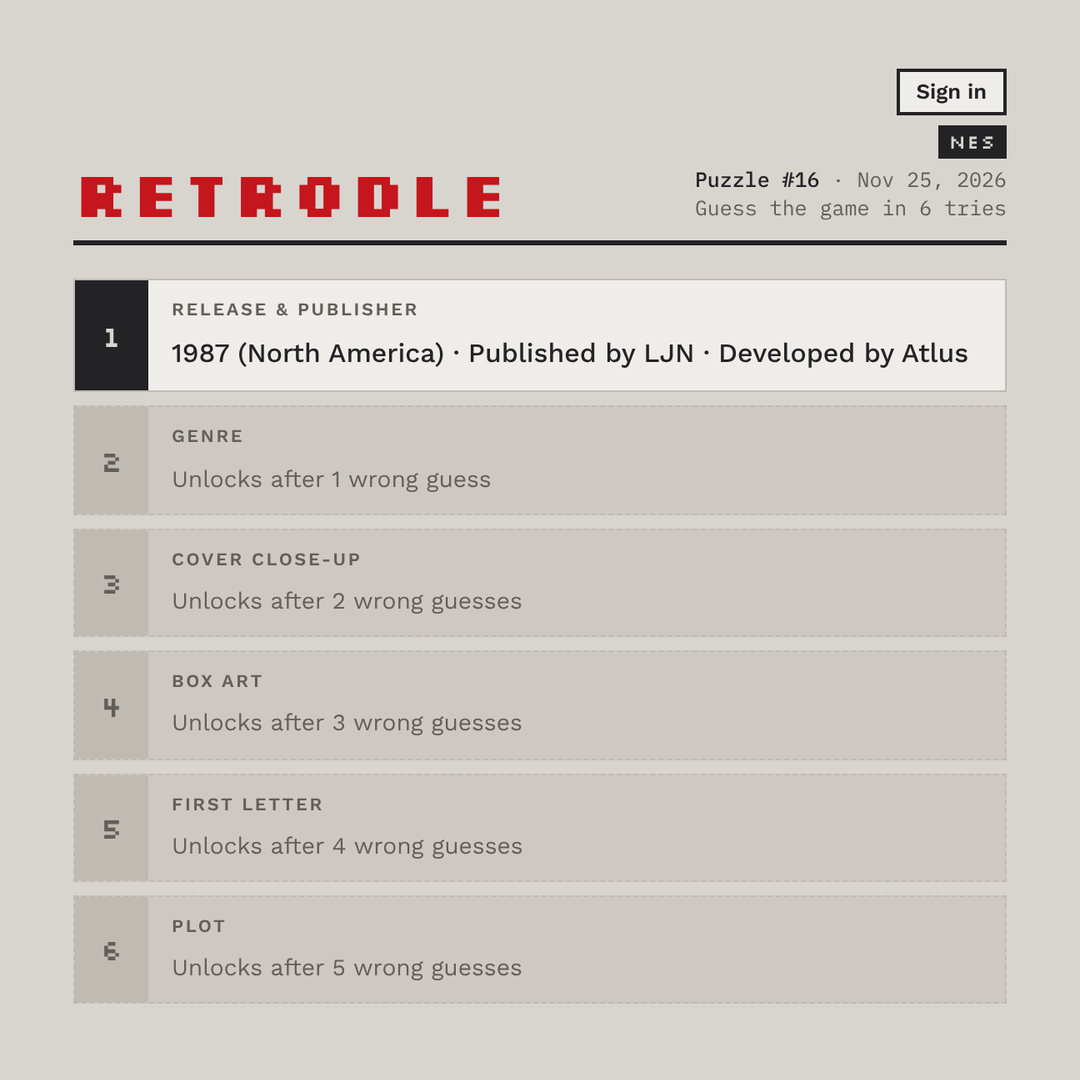 Sign in
NES
RETRODLE
Puzzle #16 · Nov 25, 2026
Guess the game in 6 tries
1
RELEASE & PUBLISHER
1987 (North America) · Published by LJN · Developed by Atlus
2
GENRE
Unlocks after 1 wrong guess
3
COVER CLOSE-UP
Unlocks after 2 wrong guesses
4
BOX ART
Unlocks after 3 wrong guesses
5
FIRST LETTER
Unlocks after 4 wrong guesses
6
PLOT
Unlocks after 5 wrong guesses